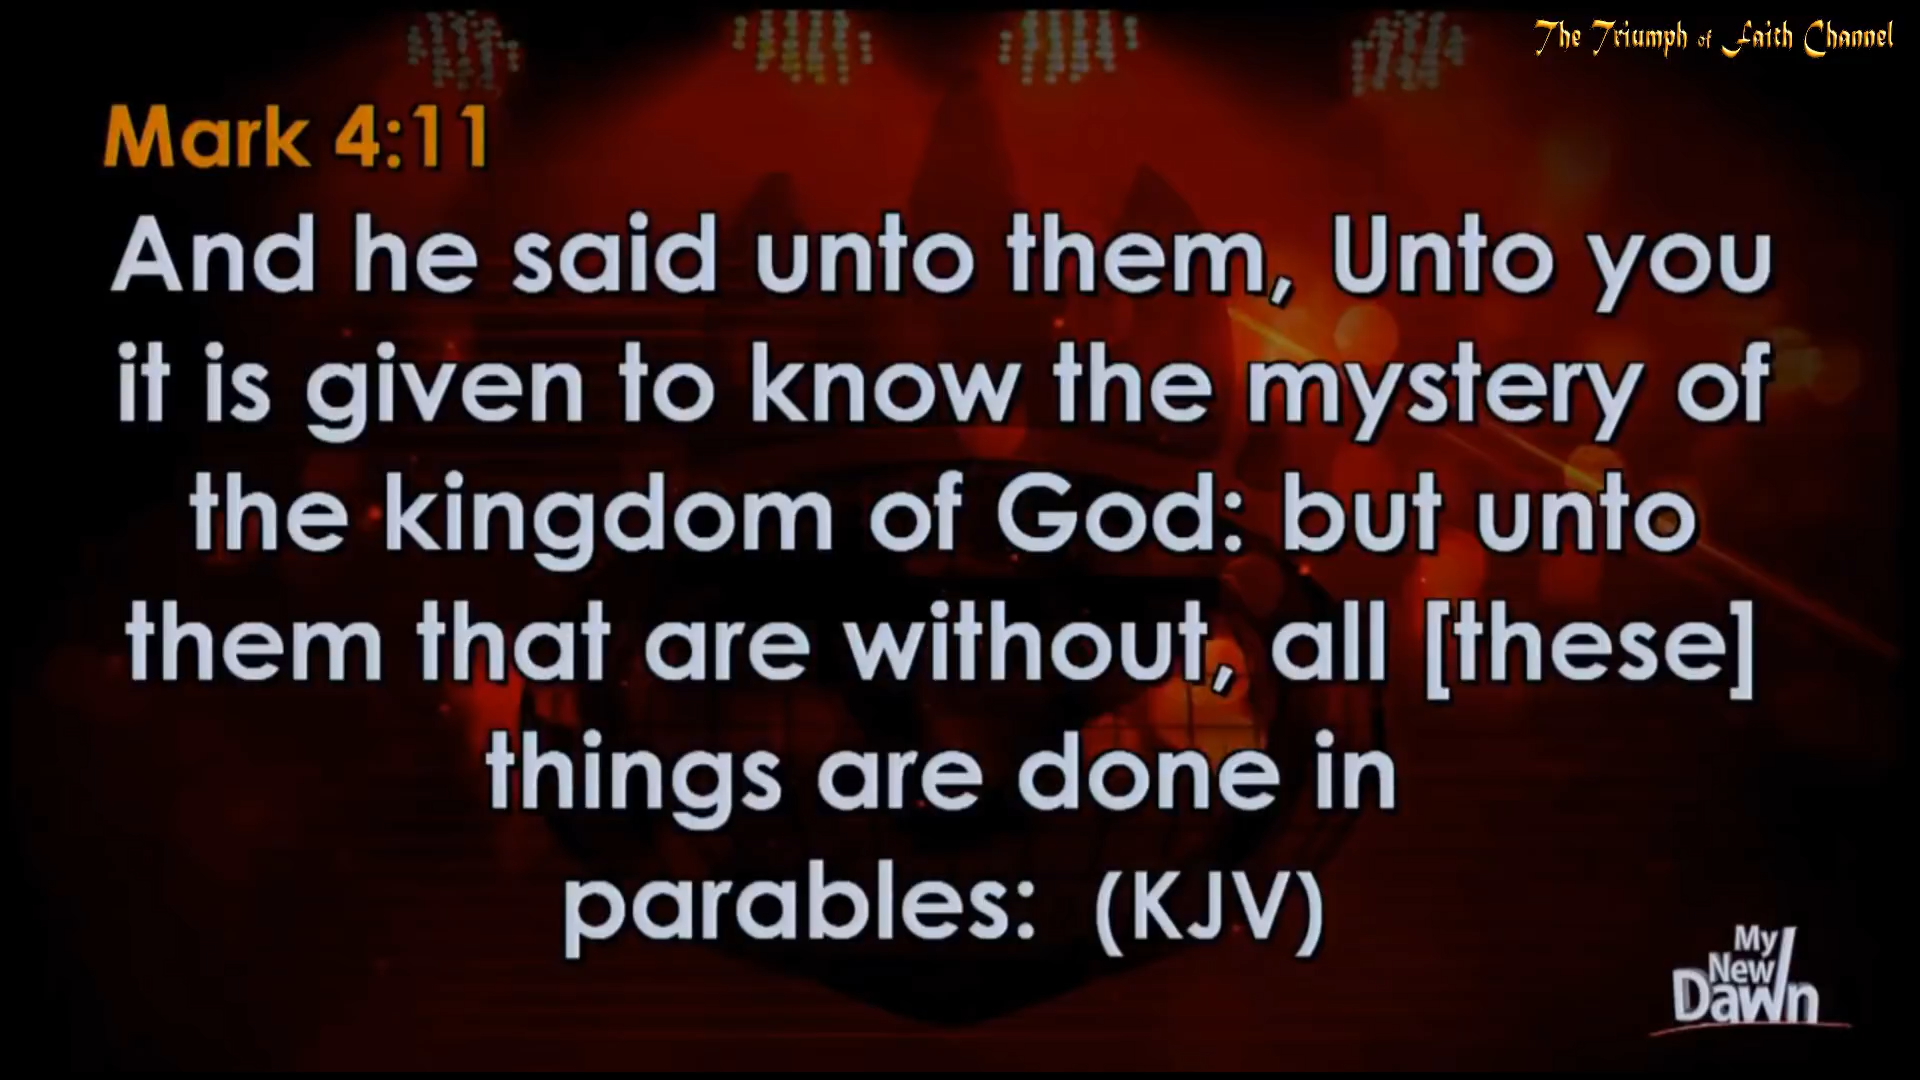 The Triumph of Faith Channel
Mark 4:11
And he said unto them, Unto you
it is given to know the mystery of
the kingdom of God: but unto
them that are without, all [these]
things are done in
parables: (KJV)
My
New
Dawn